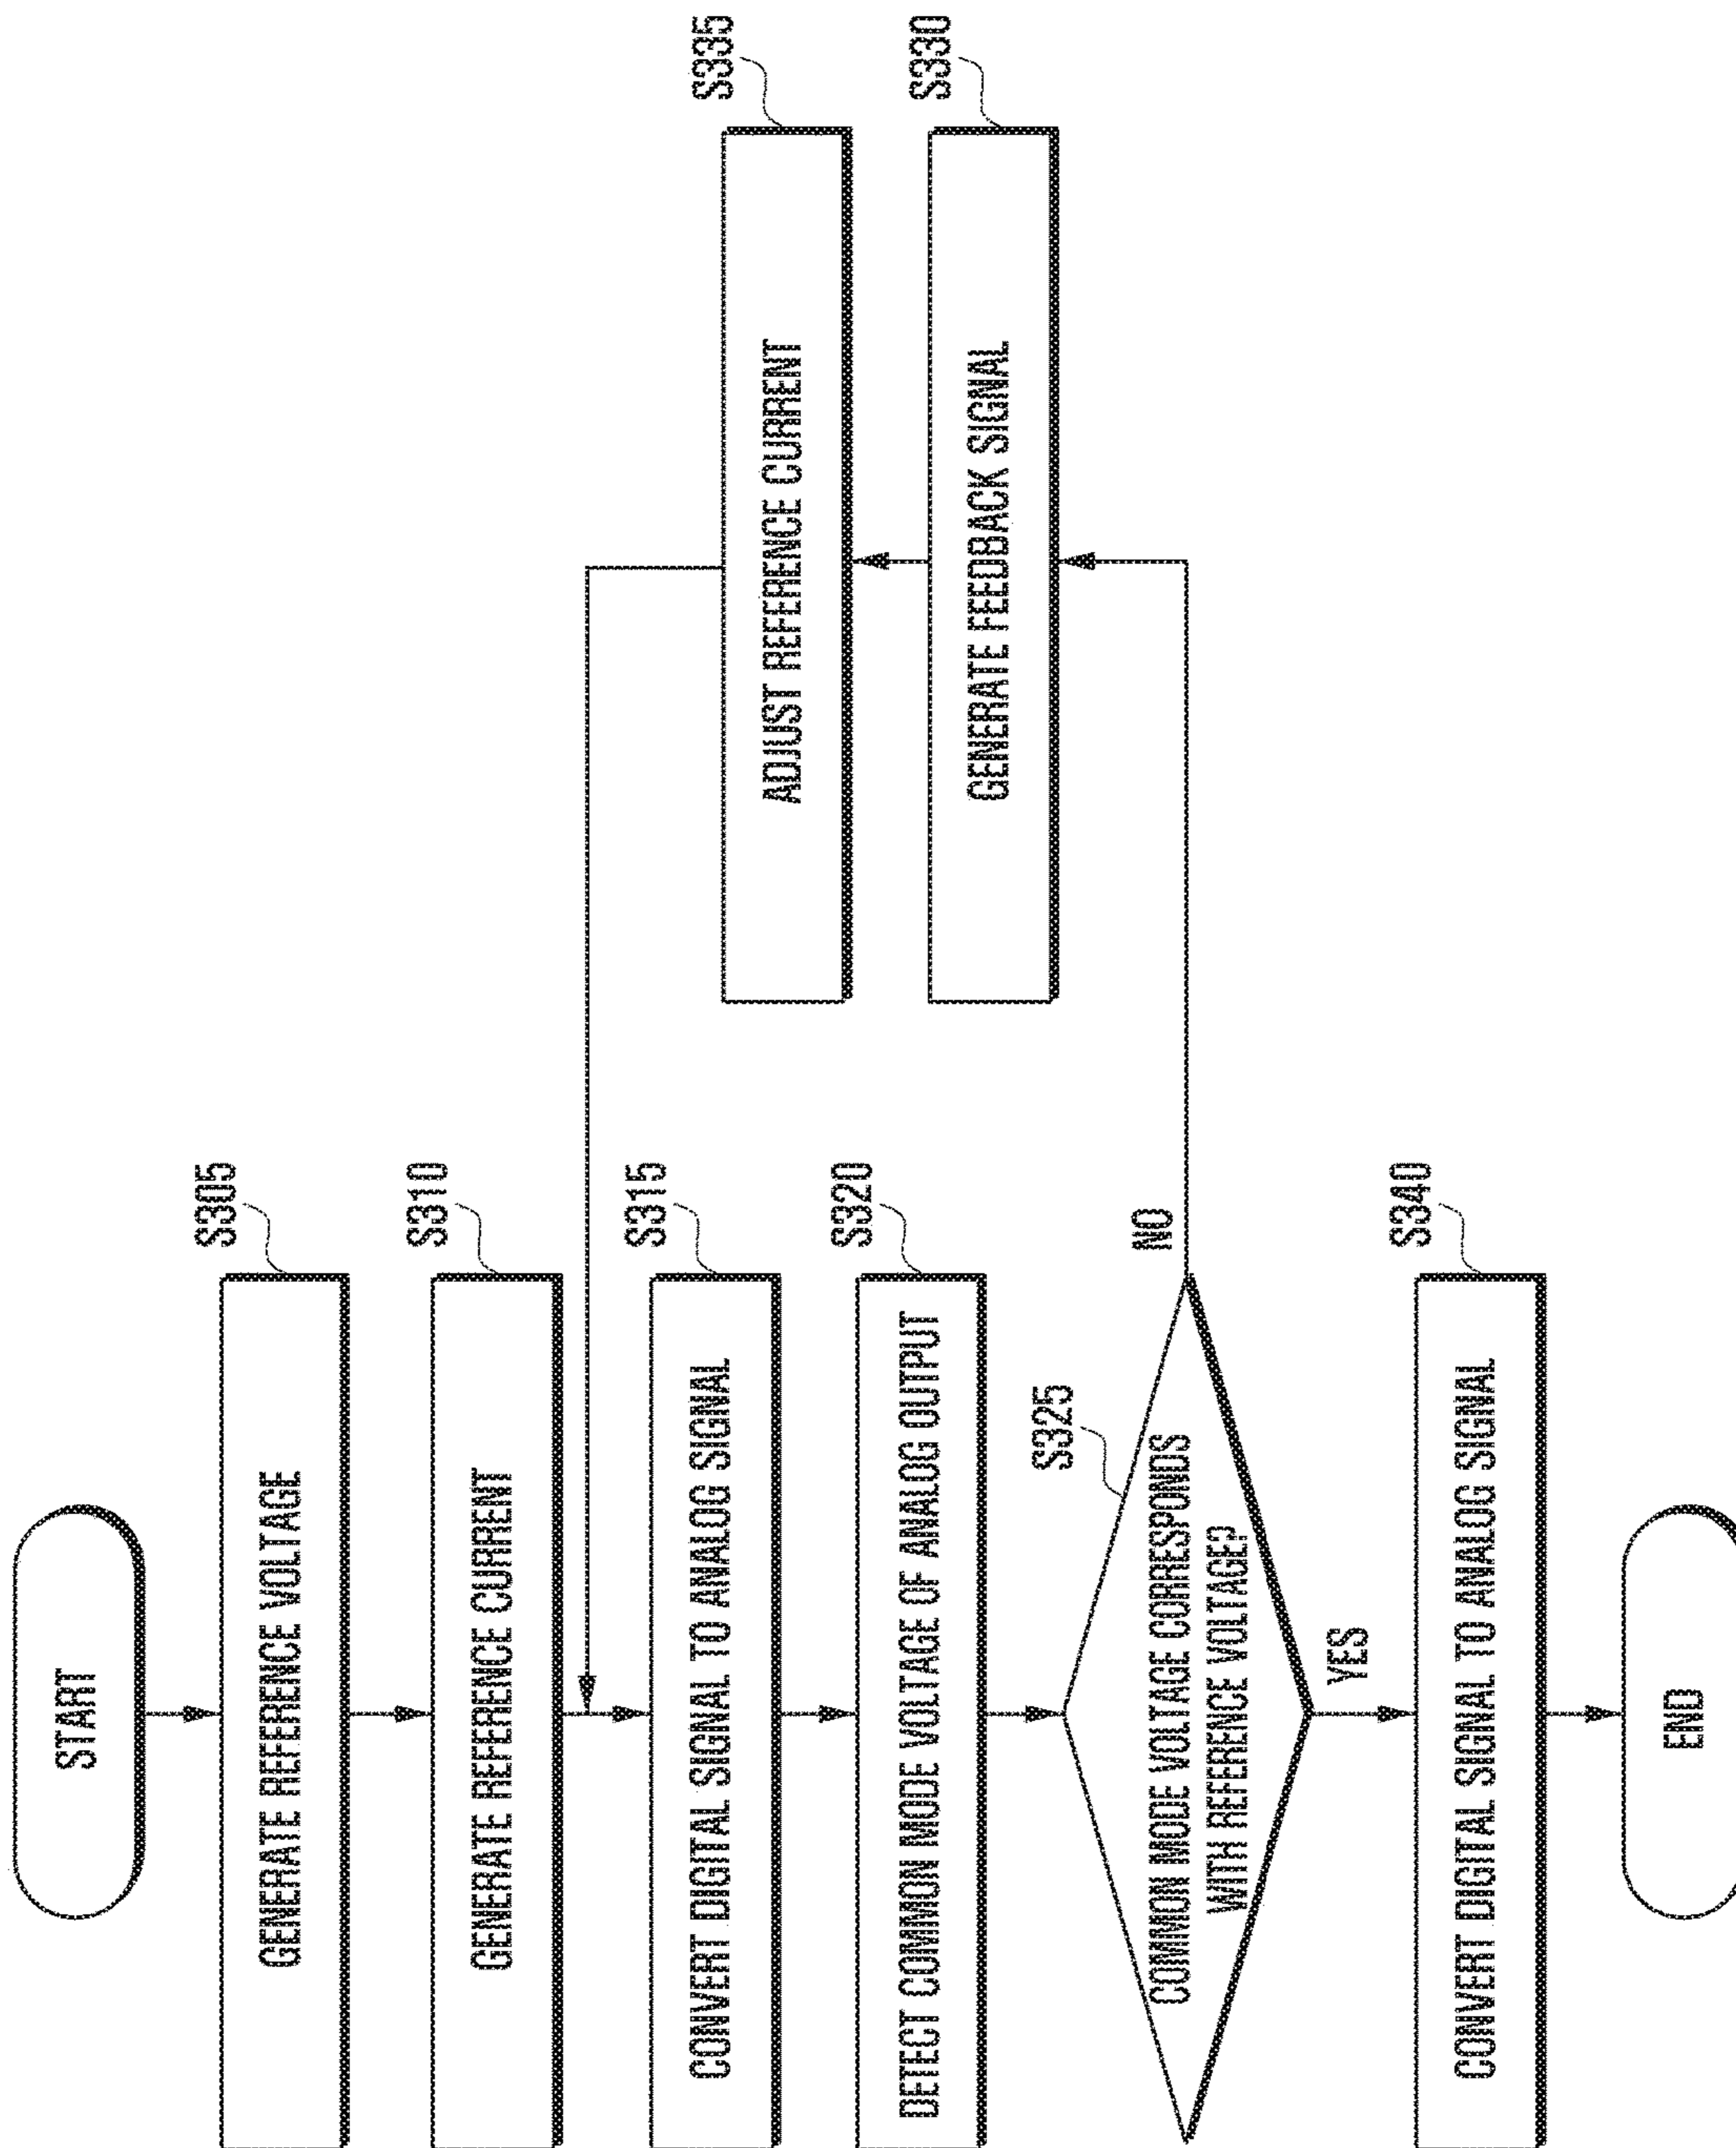 START
S305
GENERATE REFERENCE VOLTAGE
S310
GENERATE REFERENCE CURRENT
S315
CONVERT DIGITAL SIGNAL TO ANALOG SIGNAL
S320
DETECT COMMON MODE VOLTAGE OF ANALOG OUTPUT
S325
COMMON MODE VOLTAGE CORRESPONDS
WITH REFERENCE VOLTAGE?
NO
S330
GENERATE FEEDBACK SIGNAL
S335
ADJUST REFERENCE CURRENT
YES
S340
CONVERT DIGITAL SIGNAL TO ANALOG SIGNAL
END